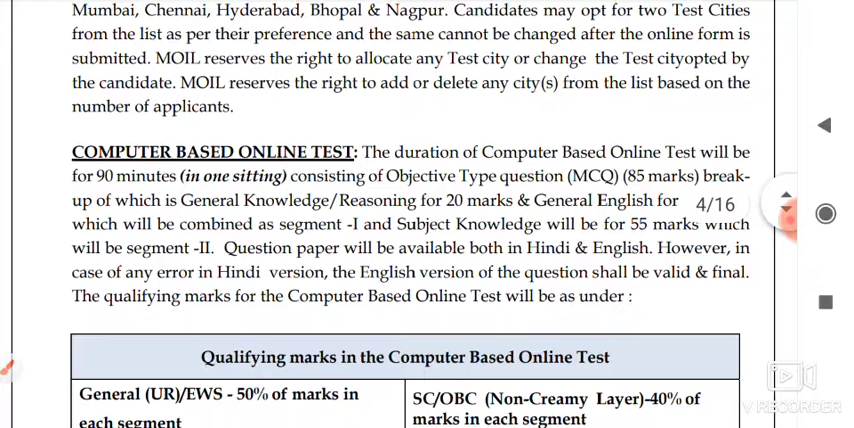 Mumbai, Chennai, Hyderabad, Bhopal & Nagpur. Candidates may opt for two Test Cities
from the list as per their preference and the same cannot be changed after the online form is
submitted. MOIL reserves the right to allocate any Test city or change the Test cityopted by
the candidate. MOIL reserves the right to add or delete any city(s) from the list based on the
number of applicants.
COMPUTER BASED ONLINE TEST: The duration of Computer Based Online Test will be
for 90 minutes (in one sitting) consisting of Objective Type question (MCQ) (85 marks) break-
up of which is General Knowledge/Reasoning for 20 marks & General English for
4/16
which will be combined as segment -I and Subject Knowledge will be for 55 marks which
will be segment -II. Question paper will be available both in Hindi & English. However, in
case of any error in Hindi version, the English version of the question shall be valid & final.
The qualifying marks for the Computer Based Online Test will be as under :
Qualifying marks in the Computer Based Online Test
General (UR)/EWS - 50% of marks in
each segment
SC/OBC (Non-Creamy Layer)-40% of
marks in each segment
V RECORDER